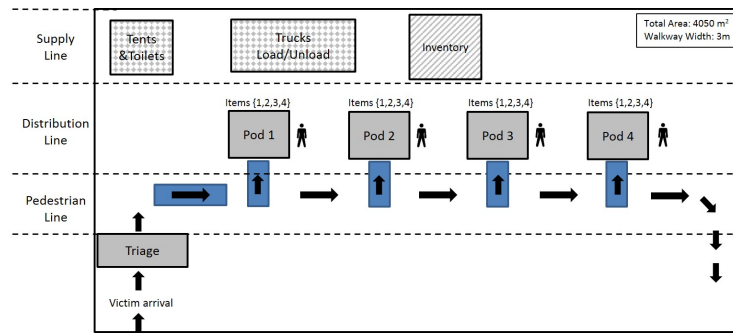 Supply
Line
Tents
&Toilets
Trucks
Load/Unload
Inventory
Total Area: 4050 m²
Walkway Width: 3m
Distribution
Line
Items {1,2,3,4}
Pod 1
Items {1,2,3,4}
Pod 2
Items {1,2,3,4}
Pod 3
Items {1,2,3,4}
Pod 4
Pedestrian
Line
Triage
Victim arrival